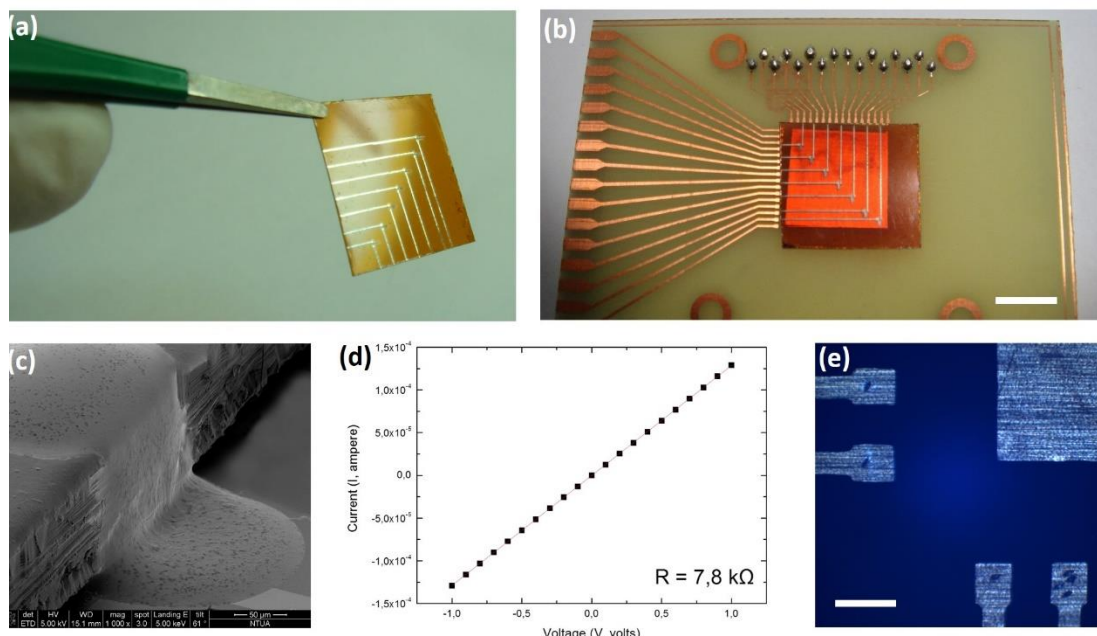 (a)
(b)
(c)
det HV WD mag spot Landing E tilt 50 µm
ETD 5.00 kV 15.1 mm 1 000 x 3.0 5.00 keV 61 ° NTUA
(d)
Current (I, ampere)
1,5x10⁻⁴
1,0x10⁻⁴
5,0x10⁻⁵
0,0
-5,0x10⁻⁵
-1,0x10⁻⁴
-1,5x10⁻⁴
R = 7,8 kΩ
-1,0 -0,5 0,0 0,5 1,0
Voltage (V, volts)
(e)